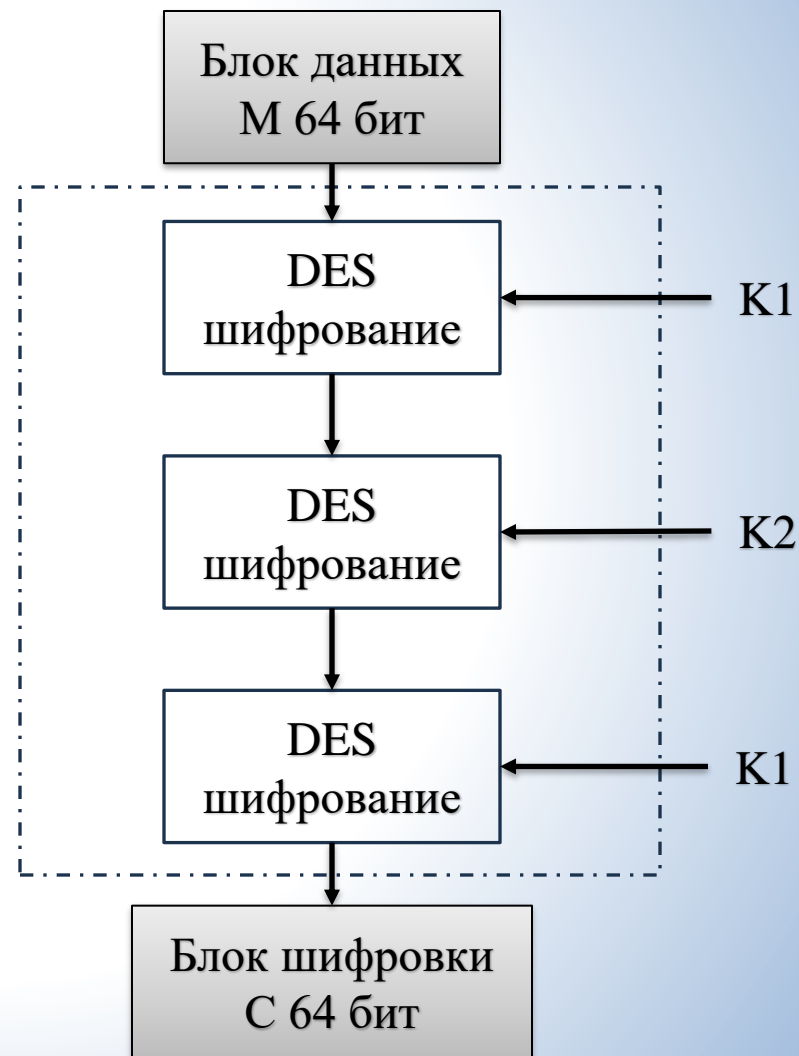 Блок данных
М 64 бит
DES
шифрование
K1
DES
шифрование
K2
DES
шифрование
K1
Блок шифровки
С 64 бит